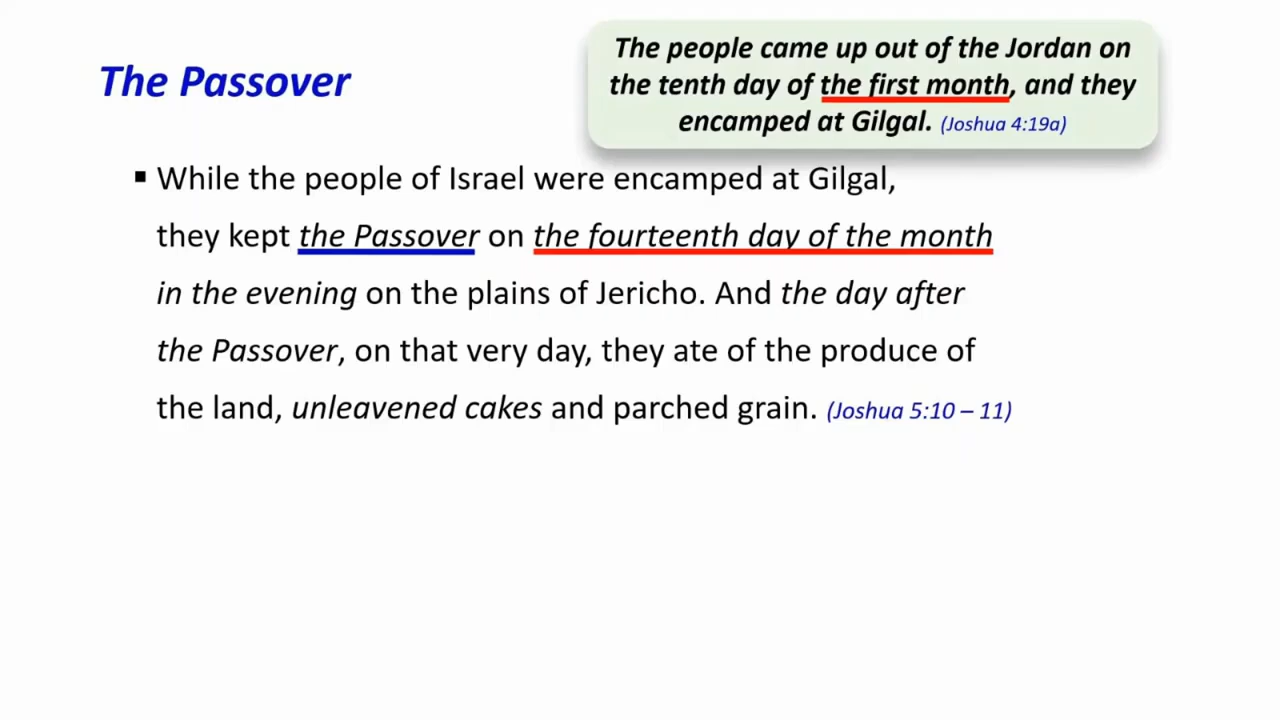 The Passover
The people came up out of the Jordan on
the tenth day of the first month, and they
encamped at Gilgal. (Joshua 4:19a)
▪ While the people of Israel were encamped at Gilgal,
they kept the Passover on the fourteenth day of the month
in the evening on the plains of Jericho. And the day after
the Passover, on that very day, they ate of the produce of
the land, unleavened cakes and parched grain. (Joshua 5:10 – 11)